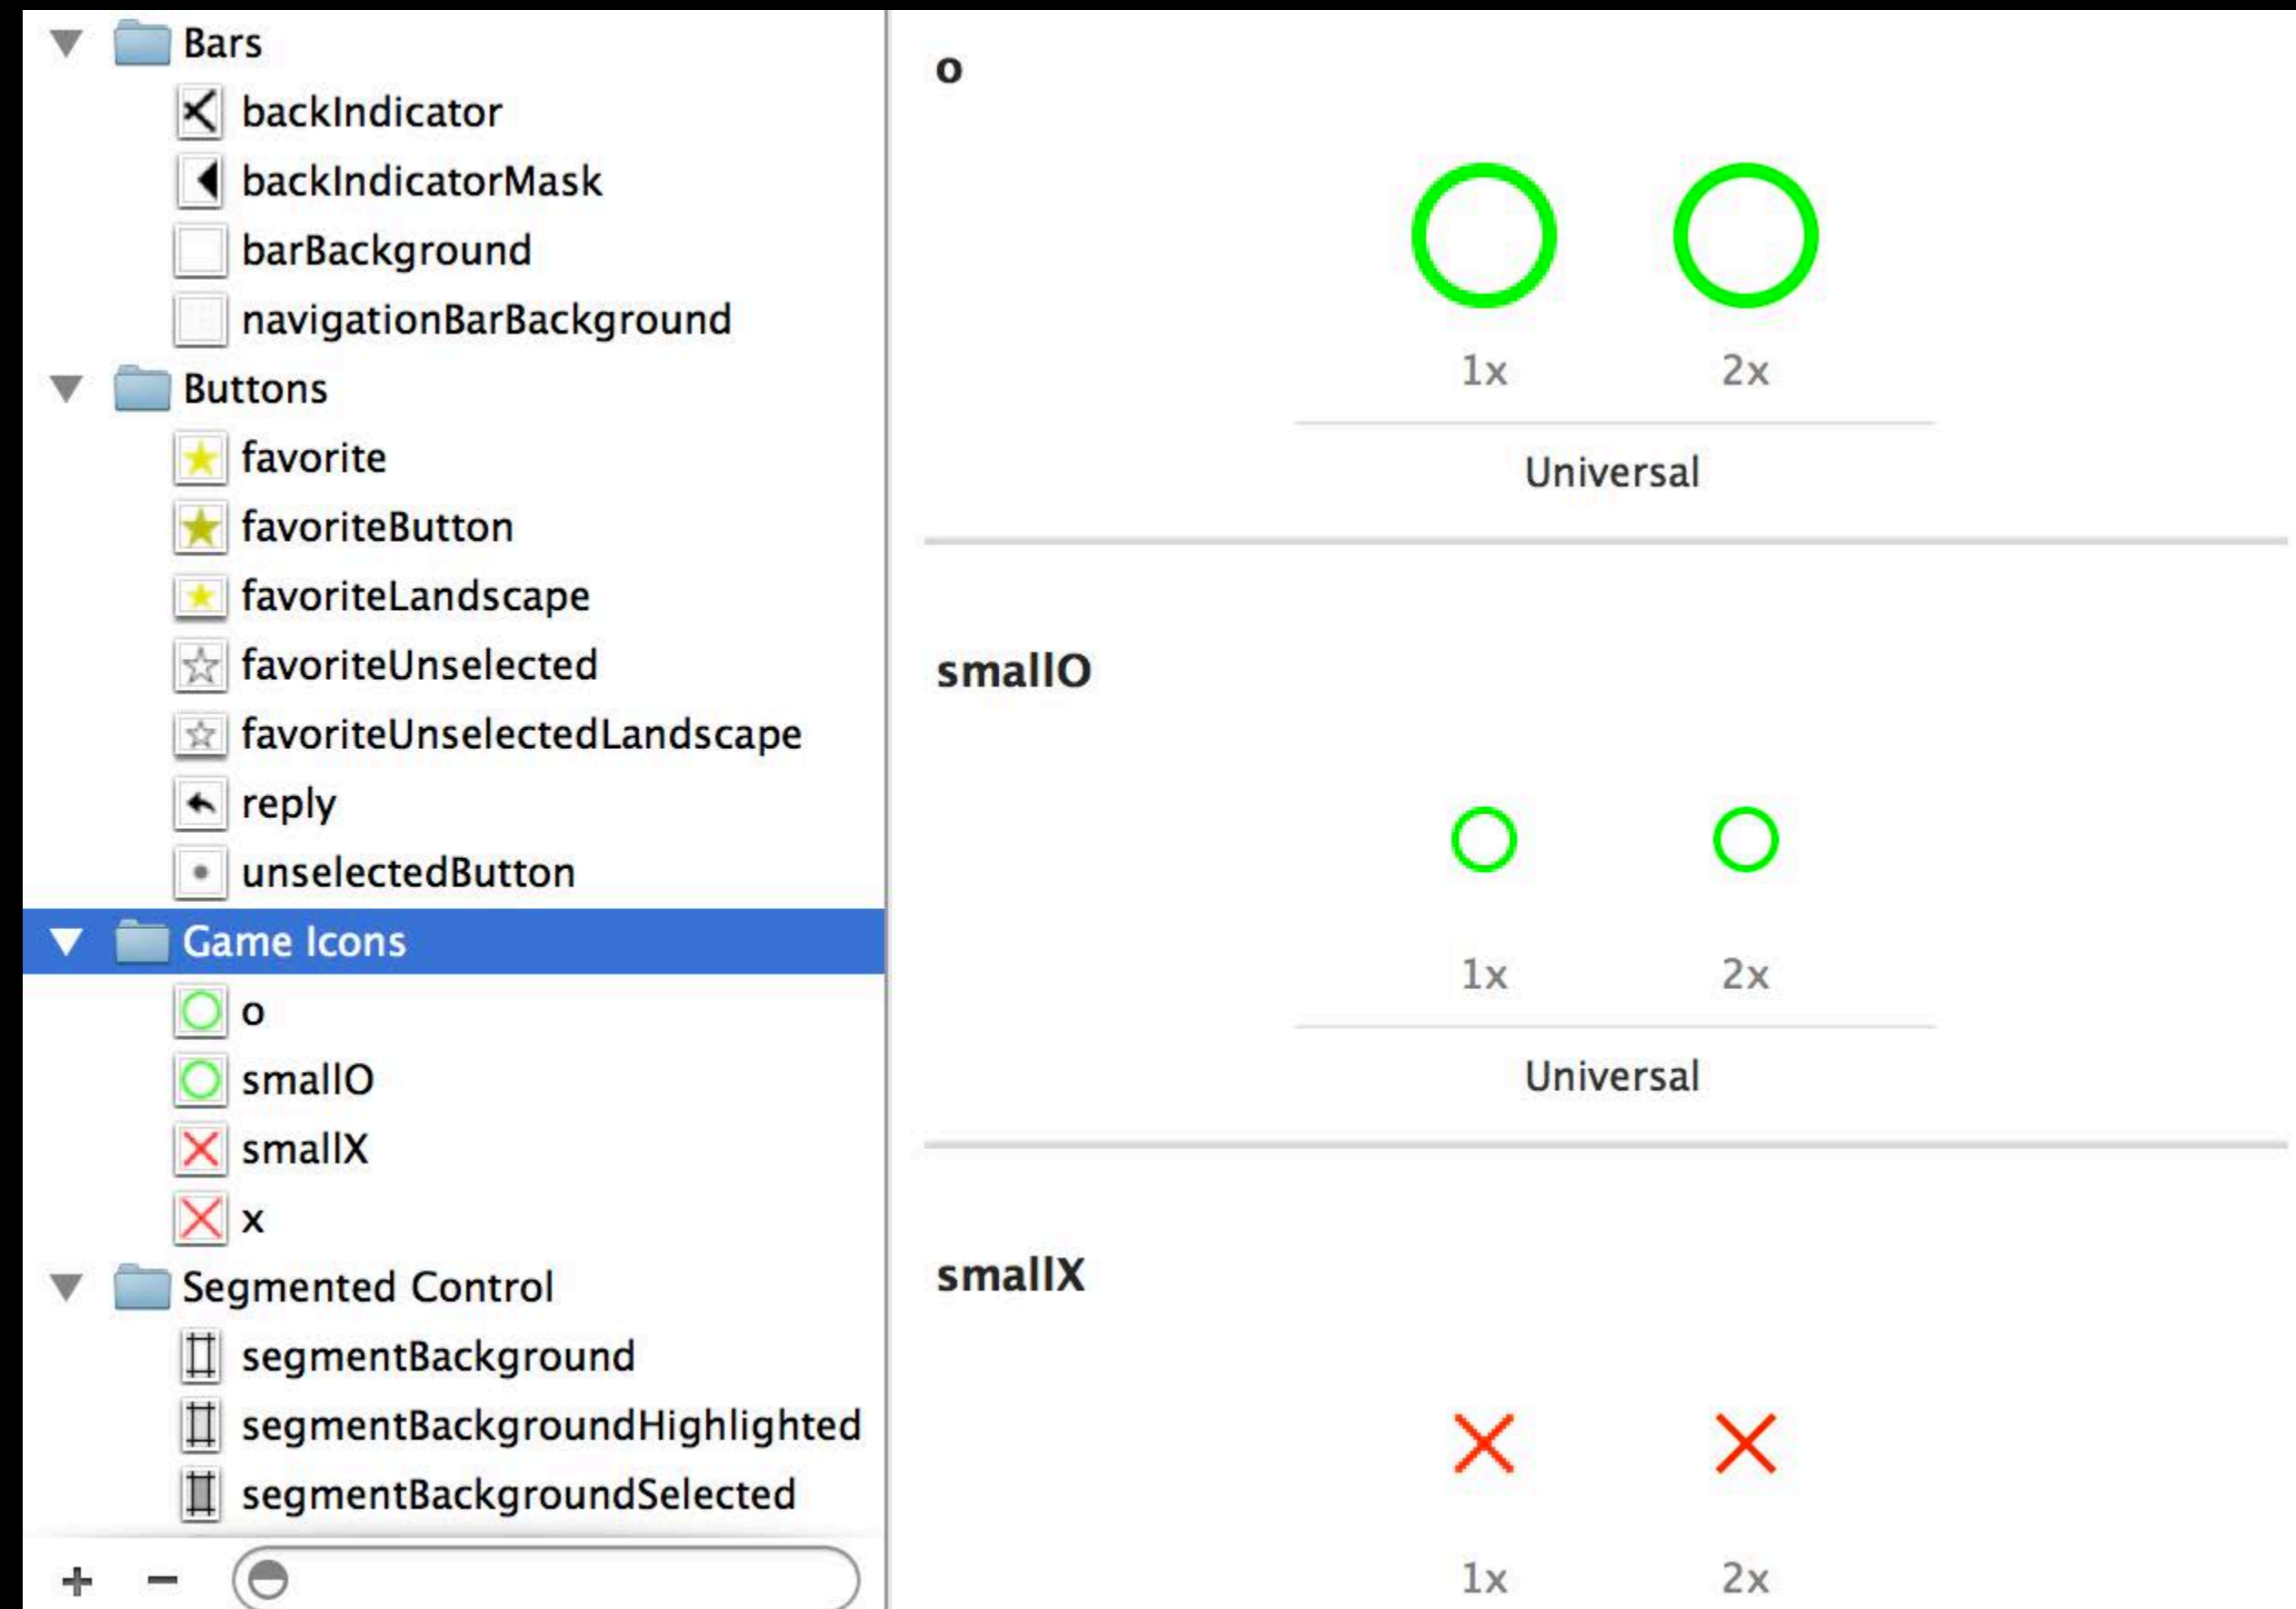 Bars
backIndicator
backIndicatorMask
barBackground
navigationBarBackground
Buttons
favorite
favoriteButton
favoriteLandscape
favoriteUnselected
favoriteUnselectedLandscape
reply
unselectedButton
Game Icons
o
smallO
smallX
x
Segmented Control
segmentBackground
segmentBackgroundHighlighted
segmentBackgroundSelected
o
1x 2x
Universal
smallO
1x 2x
Universal
smallX
1x 2x